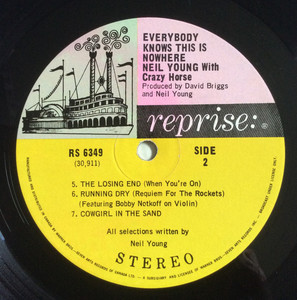 EVERYBODY
KNOWS THIS IS
NOWHERE
NEIL YOUNG With
Crazy Horse
Produced by David Briggs
and Neil Young
reprise:
RS 6349
(30,911)
SIDE
2
5. THE LOSING END (When You're On)
6. RUNNING DRY (Requiem For The Rockets)
(Featuring Bobby Notkoff on Violin)
7. COWGIRL IN THE SAND
All selections written by
Neil Young
STEREO